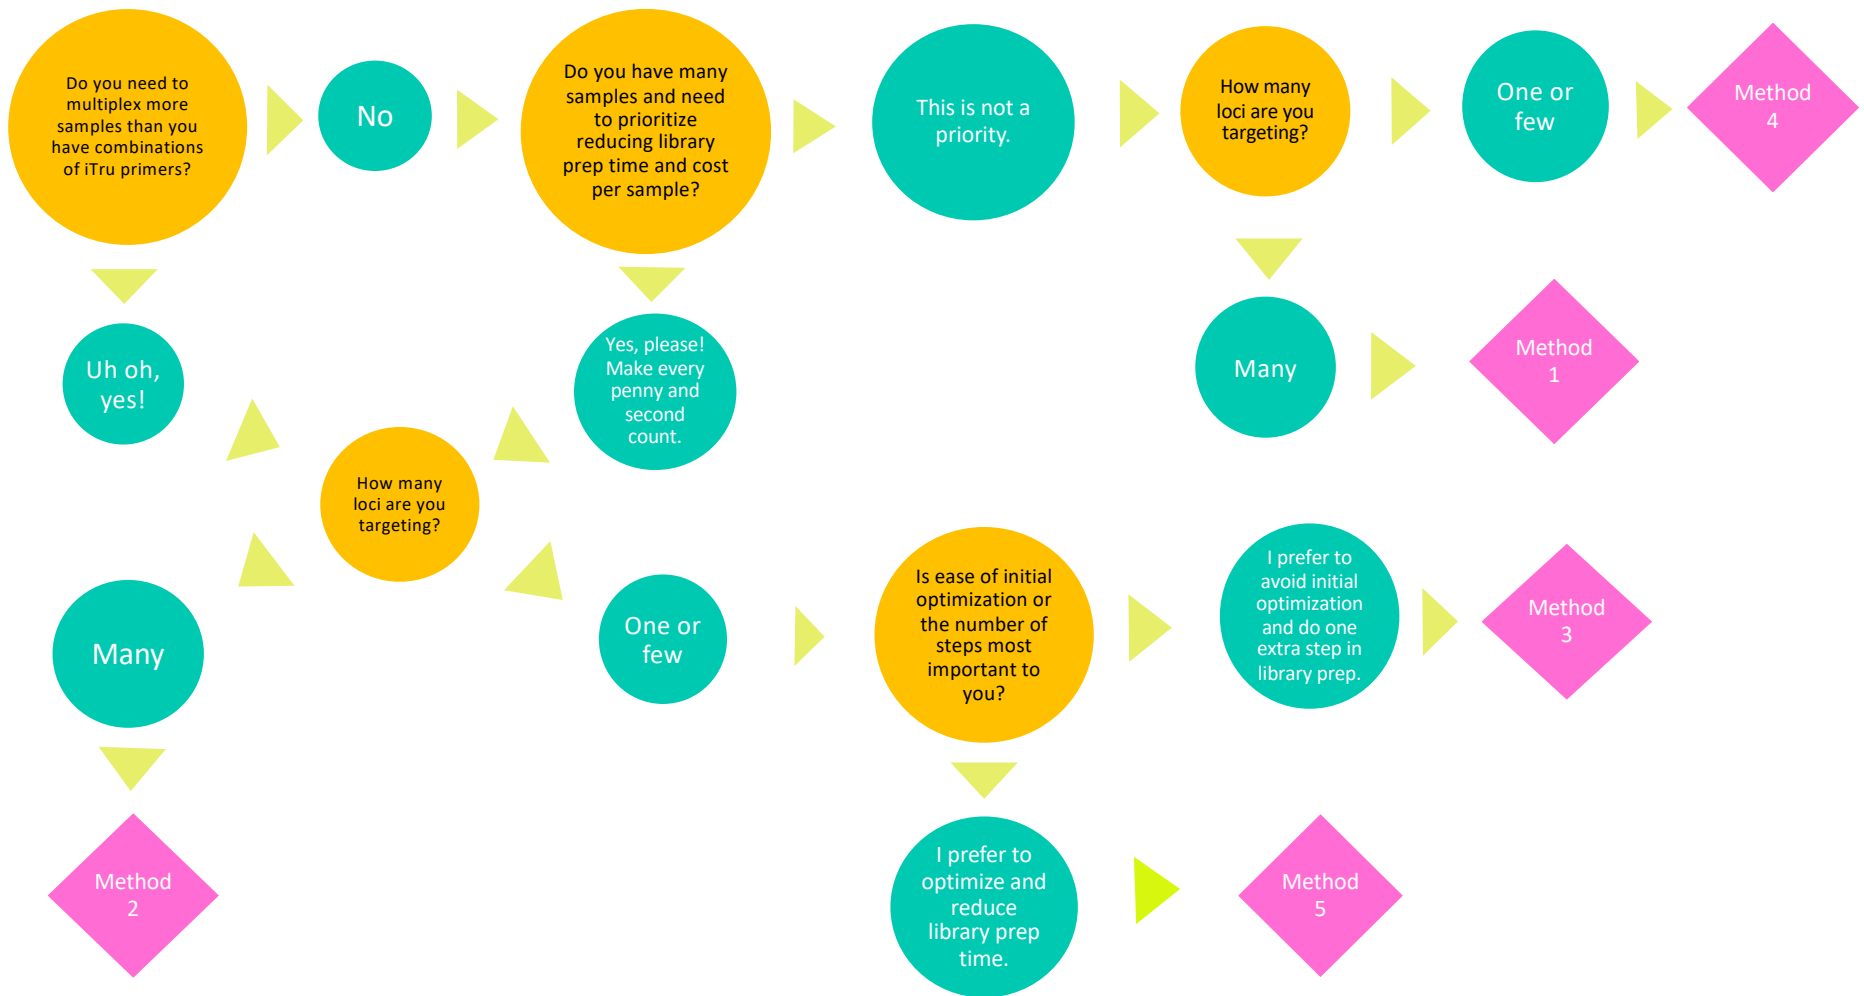 Do you need to
multiplex more
samples than you
have combinations
of iTru primers?
No
Do you have many
samples and need
to prioritize
reducing library
prep time and cost
per sample?
This is not a
priority.
How many
loci are you
targeting?
One or
few
Method
4
Uh oh,
yes!
Yes, please!
Make every
penny and
second
count.
Many
Method
1
How many
loci are you
targeting?
Many
One or
few
Is ease of initial
optimization or
the number of
steps most
important to
you?
I prefer to
avoid initial
optimization
and do one
extra step in
library prep.
Method
3
Method
2
I prefer to
optimize and
reduce
library prep
time.
Method
5